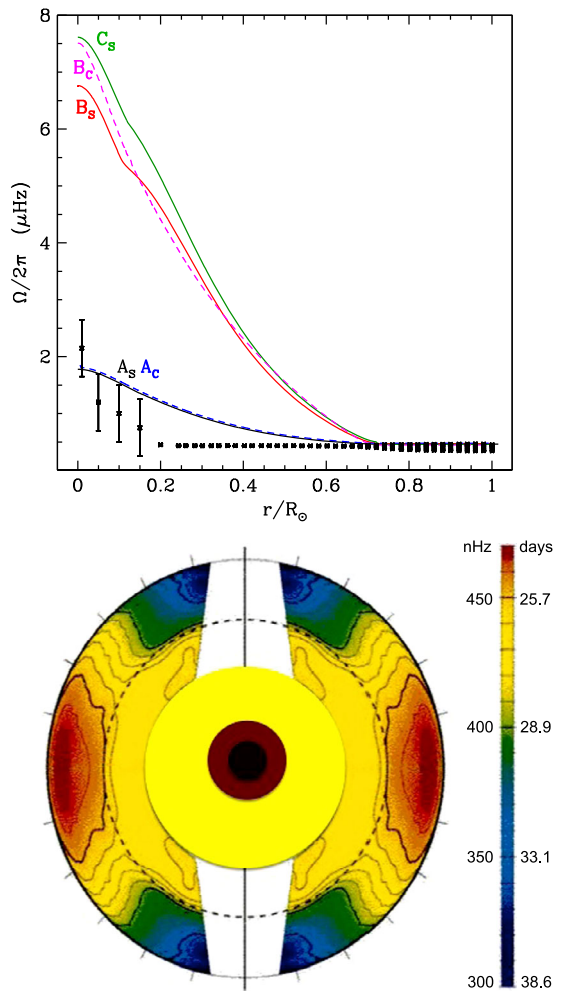 8
6
4
2
Ω/2π (μHz)
C_s
B_c
B_s
A_s A_c
0 0.2 0.4 0.6 0.8 1
r/R_⊙
nHz days
450 25.7
400 28.9
350 33.1
300 38.6